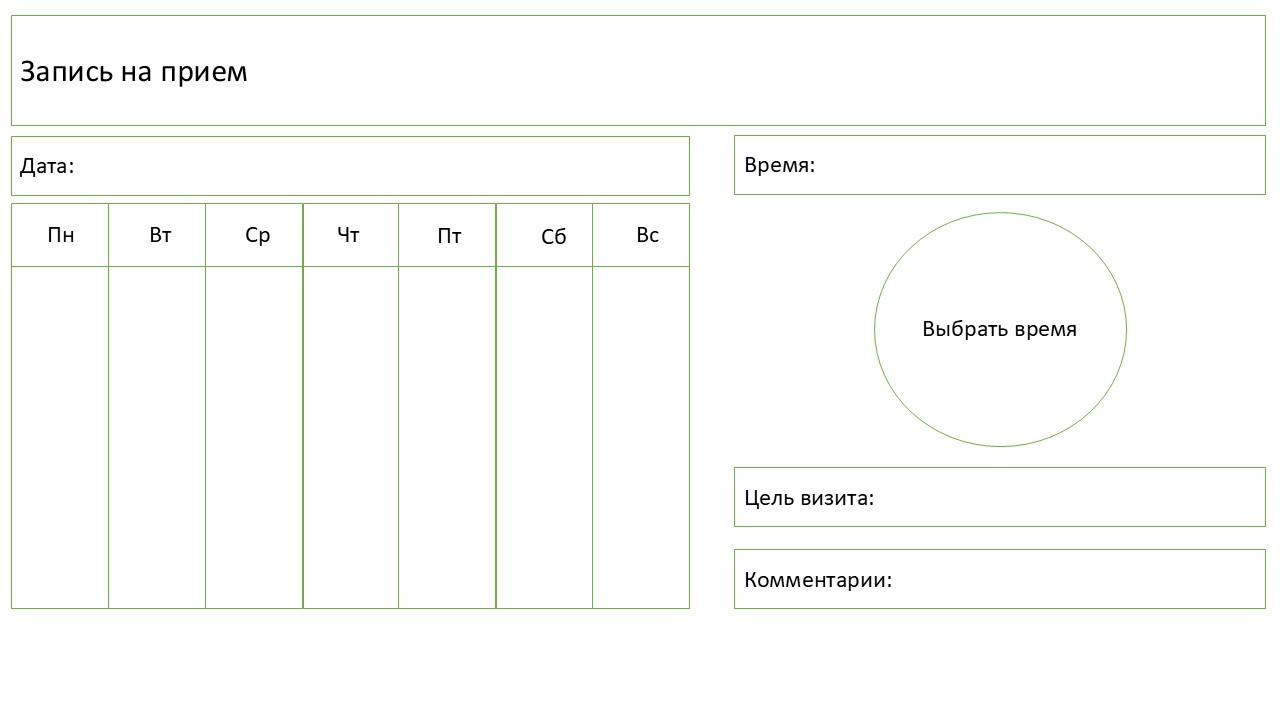 Запись на прием
Дата:
Время:
Пн Вт Ср Чт Пт Сб Вс
Выбрать время
Цель визита:
Комментарии: